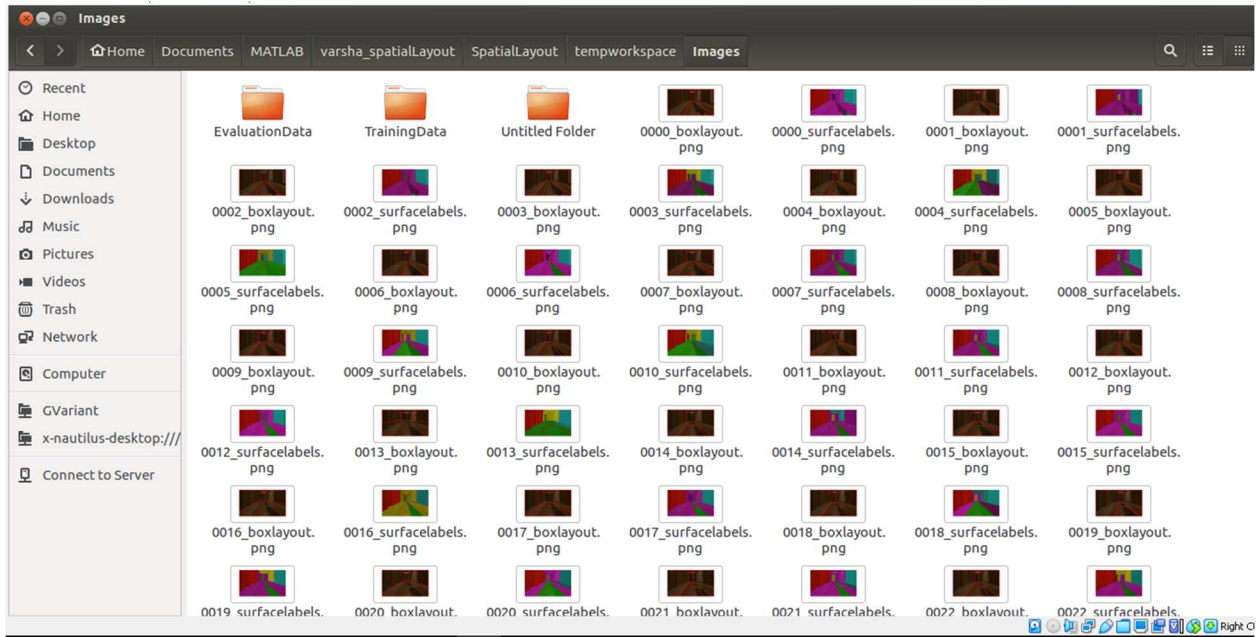 Images
Home Documents MATLAB varsha_spatialLayout SpatialLayout tempworkspace Images
Recent
Home
Desktop
Documents
Downloads
Music
Pictures
Videos
Trash
Network
Computer
GVariant
x-nautilus-desktop:///
Connect to Server
EvaluationData
TrainingData
Untitled Folder
0000_boxlayout.
png
0000_surfacelabels.
png
0001_boxlayout.
png
0001_surfacelabels.
png
0002_boxlayout.
png
0002_surfacelabels.
png
0003_boxlayout.
png
0003_surfacelabels.
png
0004_boxlayout.
png
0004_surfacelabels.
png
0005_boxlayout.
png
0005_surfacelabels.
png
0006_boxlayout.
png
0006_surfacelabels.
png
0007_boxlayout.
png
0007_surfacelabels.
png
0008_boxlayout.
png
0008_surfacelabels.
png
0009_boxlayout.
png
0009_surfacelabels.
png
0010_boxlayout.
png
0010_surfacelabels.
png
0011_boxlayout.
png
0011_surfacelabels.
png
0012_boxlayout.
png
0012_surfacelabels.
png
0013_boxlayout.
png
0013_surfacelabels.
png
0014_boxlayout.
png
0014_surfacelabels.
png
0015_boxlayout.
png
0015_surfacelabels.
png
0016_boxlayout.
png
0016_surfacelabels.
png
0017_boxlayout.
png
0017_surfacelabels.
png
0018_boxlayout.
png
0018_surfacelabels.
png
0019_boxlayout.
png
0019_surfacelabels.
0020_boxlayout.
0020_surfacelabels.
0021_boxlayout.
0021_surfacelabels.
0022_boxlayout.
0022_surfacelabels.
Right C